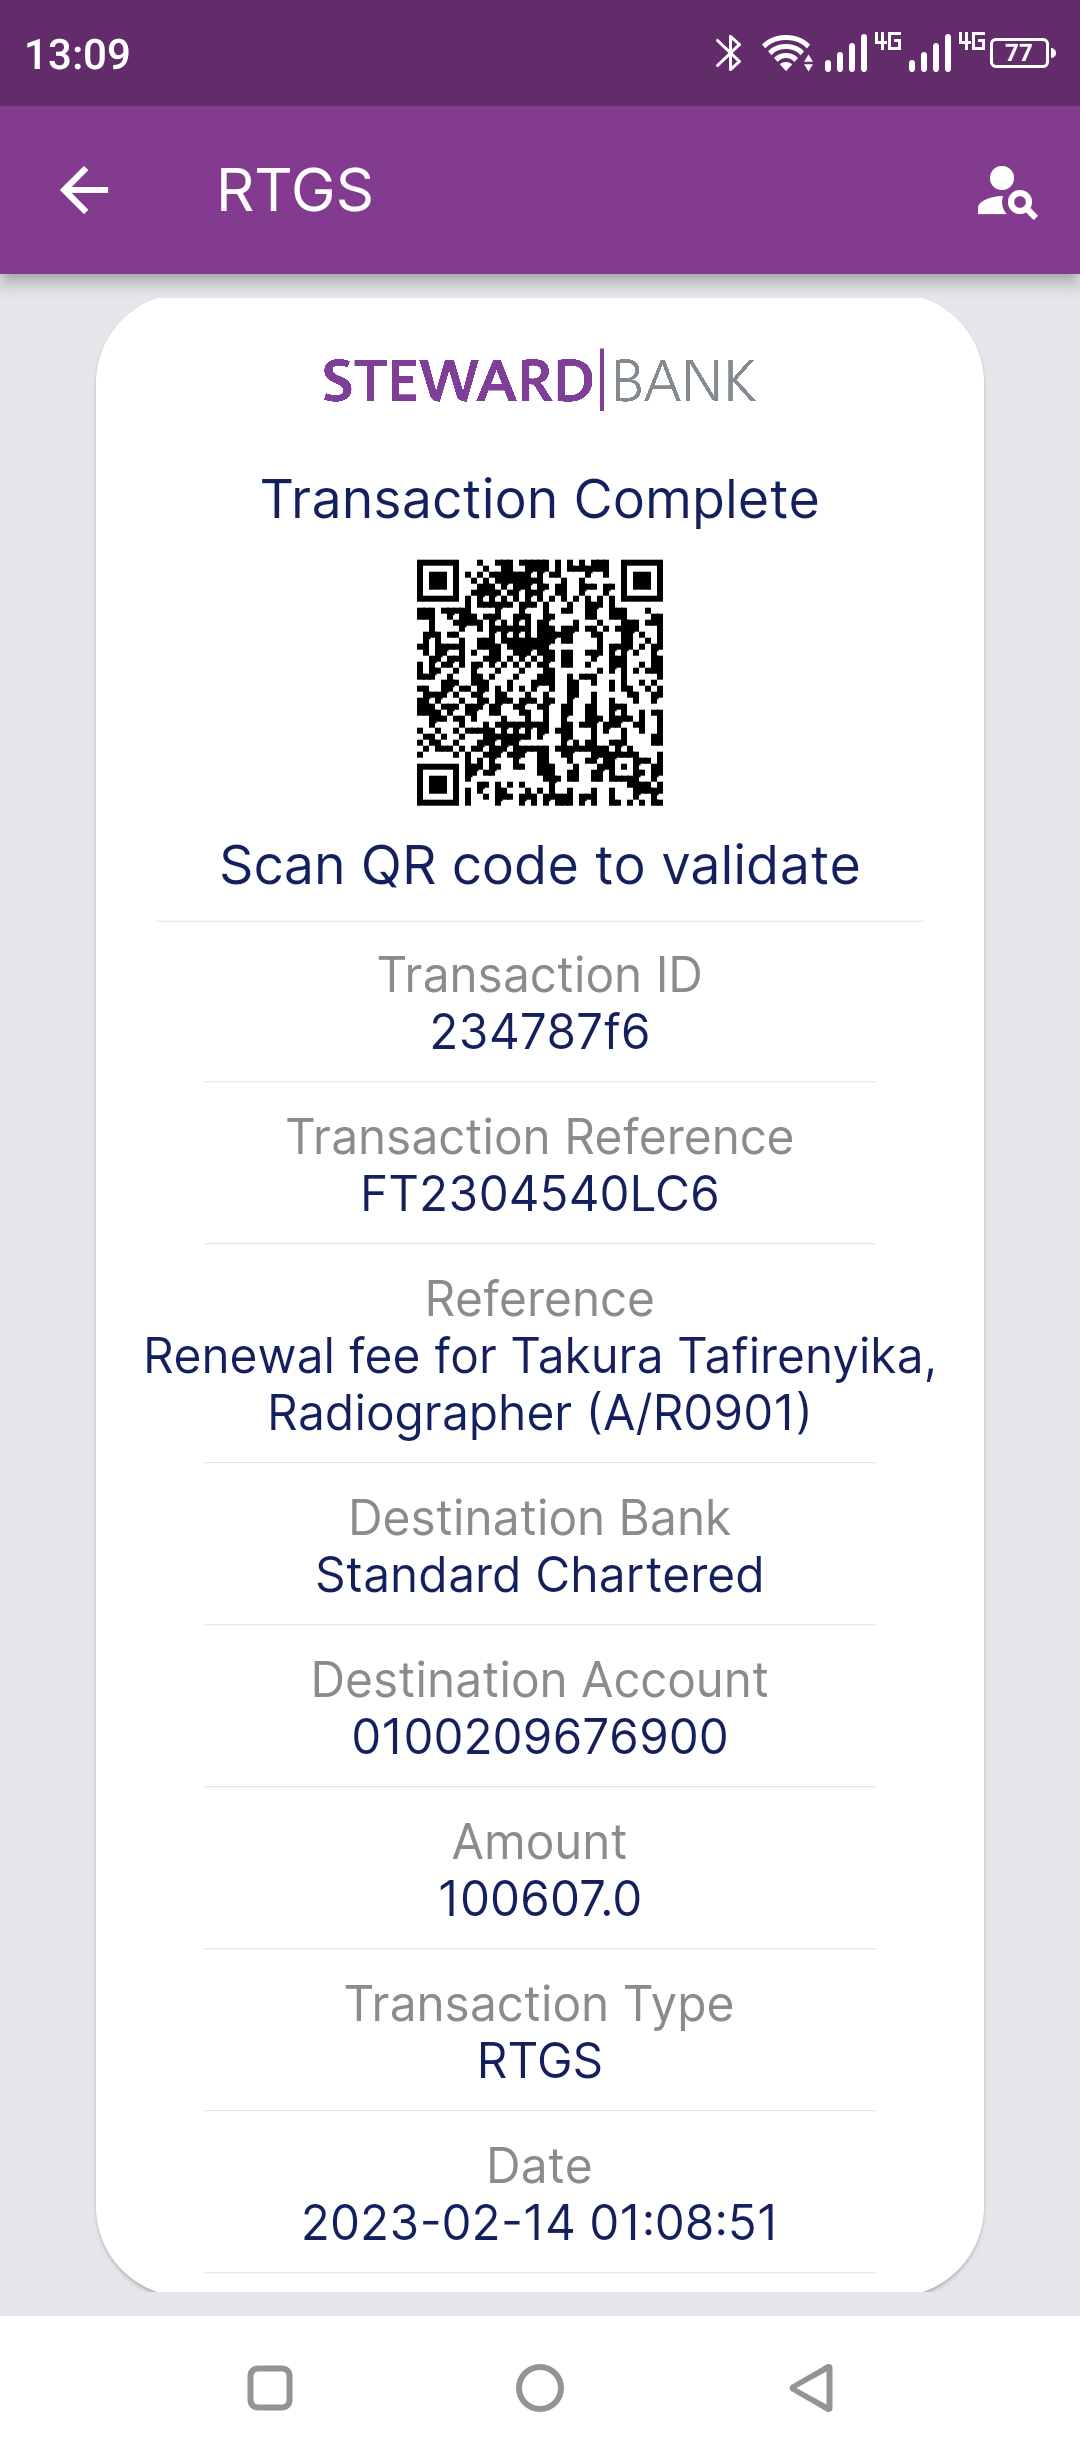 13:09
4G 4G 77
RTGS
STEWARD|BANK
Transaction Complete
Scan QR code to validate
Transaction ID
234787f6
Transaction Reference
FT2304540LC6
Reference
Renewal fee for Takura Tafirenyika,
Radiographer (A/R0901)
Destination Bank
Standard Chartered
Destination Account
0100209676900
Amount
100607.0
Transaction Type
RTGS
Date
2023-02-14 01:08:51